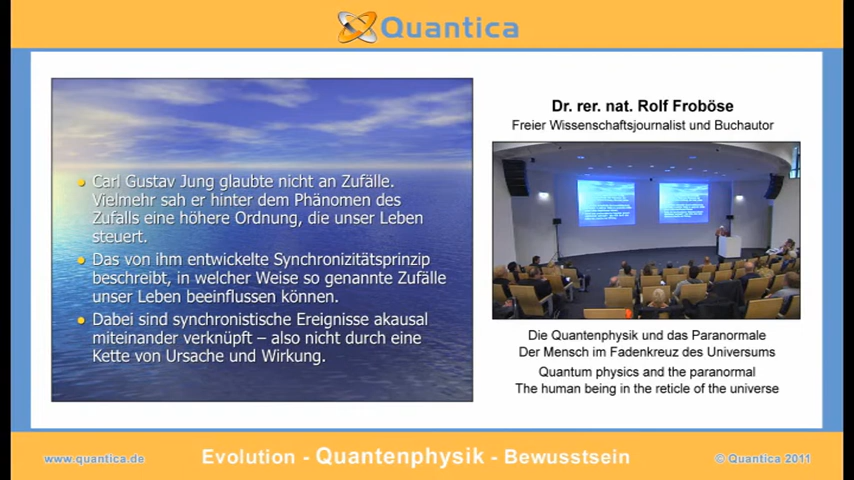 Quantica
Carl Gustav Jung glaubte nicht an Zufälle.
Vielmehr sah er hinter dem Phänomen des
Zufalls eine höhere Ordnung, die unser Leben
steuert.
Das von ihm entwickelte Synchronizitätsprinzip
beschreibt, in welcher Weise so genannte Zufälle
unser Leben beeinflussen können.
Dabei sind synchronistische Ereignisse akausal
miteinander verknüpft – also nicht durch eine
Kette von Ursache und Wirkung.
Dr. rer. nat. Rolf Froböse
Freier Wissenschaftsjournalist und Buchautor
Die Quantenphysik und das Paranormale
Der Mensch im Fadenkreuz des Universums
Quantum physics and the paranormal
The human being in the reticle of the universe
www.quantica.de
Evolution - Quantenphysik - Bewusstsein
© Quantica 2011